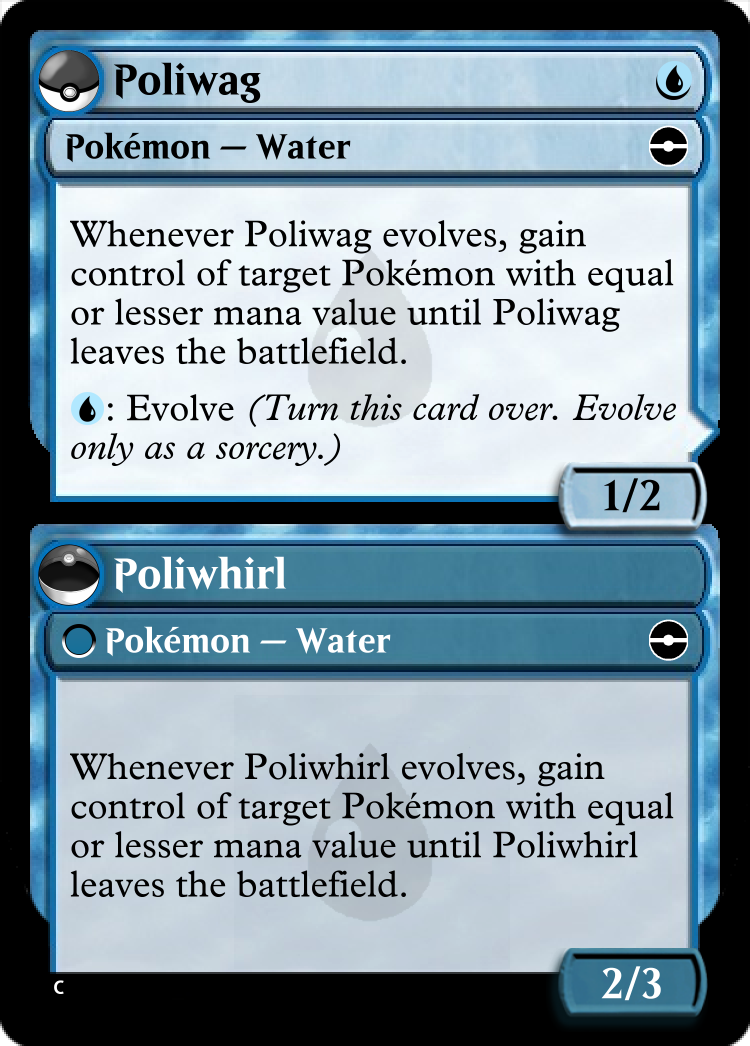 Poliwag
Pokémon — Water
Whenever Poliwag evolves, gain
control of target Pokémon with equal
or lesser mana value until Poliwag
leaves the battlefield.
: Evolve (Turn this card over. Evolve
only as a sorcery.)
1/2
Poliwhirl
Pokémon — Water
Whenever Poliwhirl evolves, gain
control of target Pokémon with equal
or lesser mana value until Poliwhirl
leaves the battlefield.
2/3
C